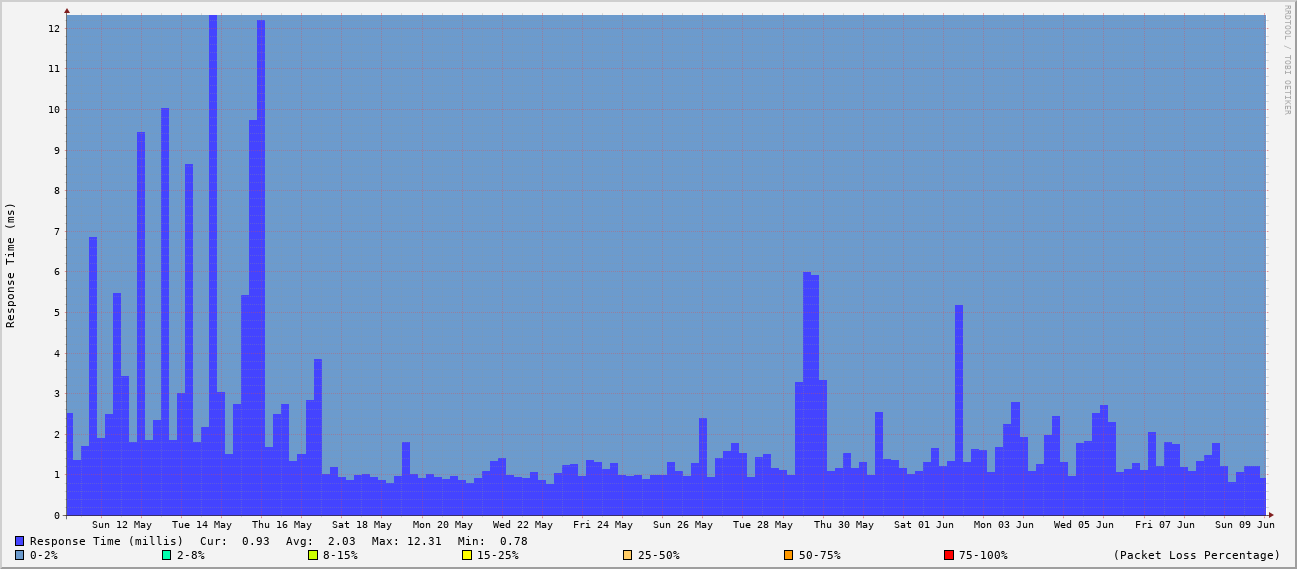 RRDTOOL / TOBI OETIKER
Response Time (ms)
12
11
10
9
8
7
6
5
4
3
2
1
0
Sun 12 May Tue 14 May Thu 16 May Sat 18 May Mon 20 May Wed 22 May Fri 24 May Sun 26 May Tue 28 May Thu 30 May Sat 01 Jun Mon 03 Jun Wed 05 Jun Fri 07 Jun Sun 09 Jun
Response Time (millis) Cur: 0.93 Avg: 2.03 Max: 12.31 Min: 0.78
0-2% 2-8% 8-15% 15-25% 25-50% 50-75% 75-100% (Packet Loss Percentage)